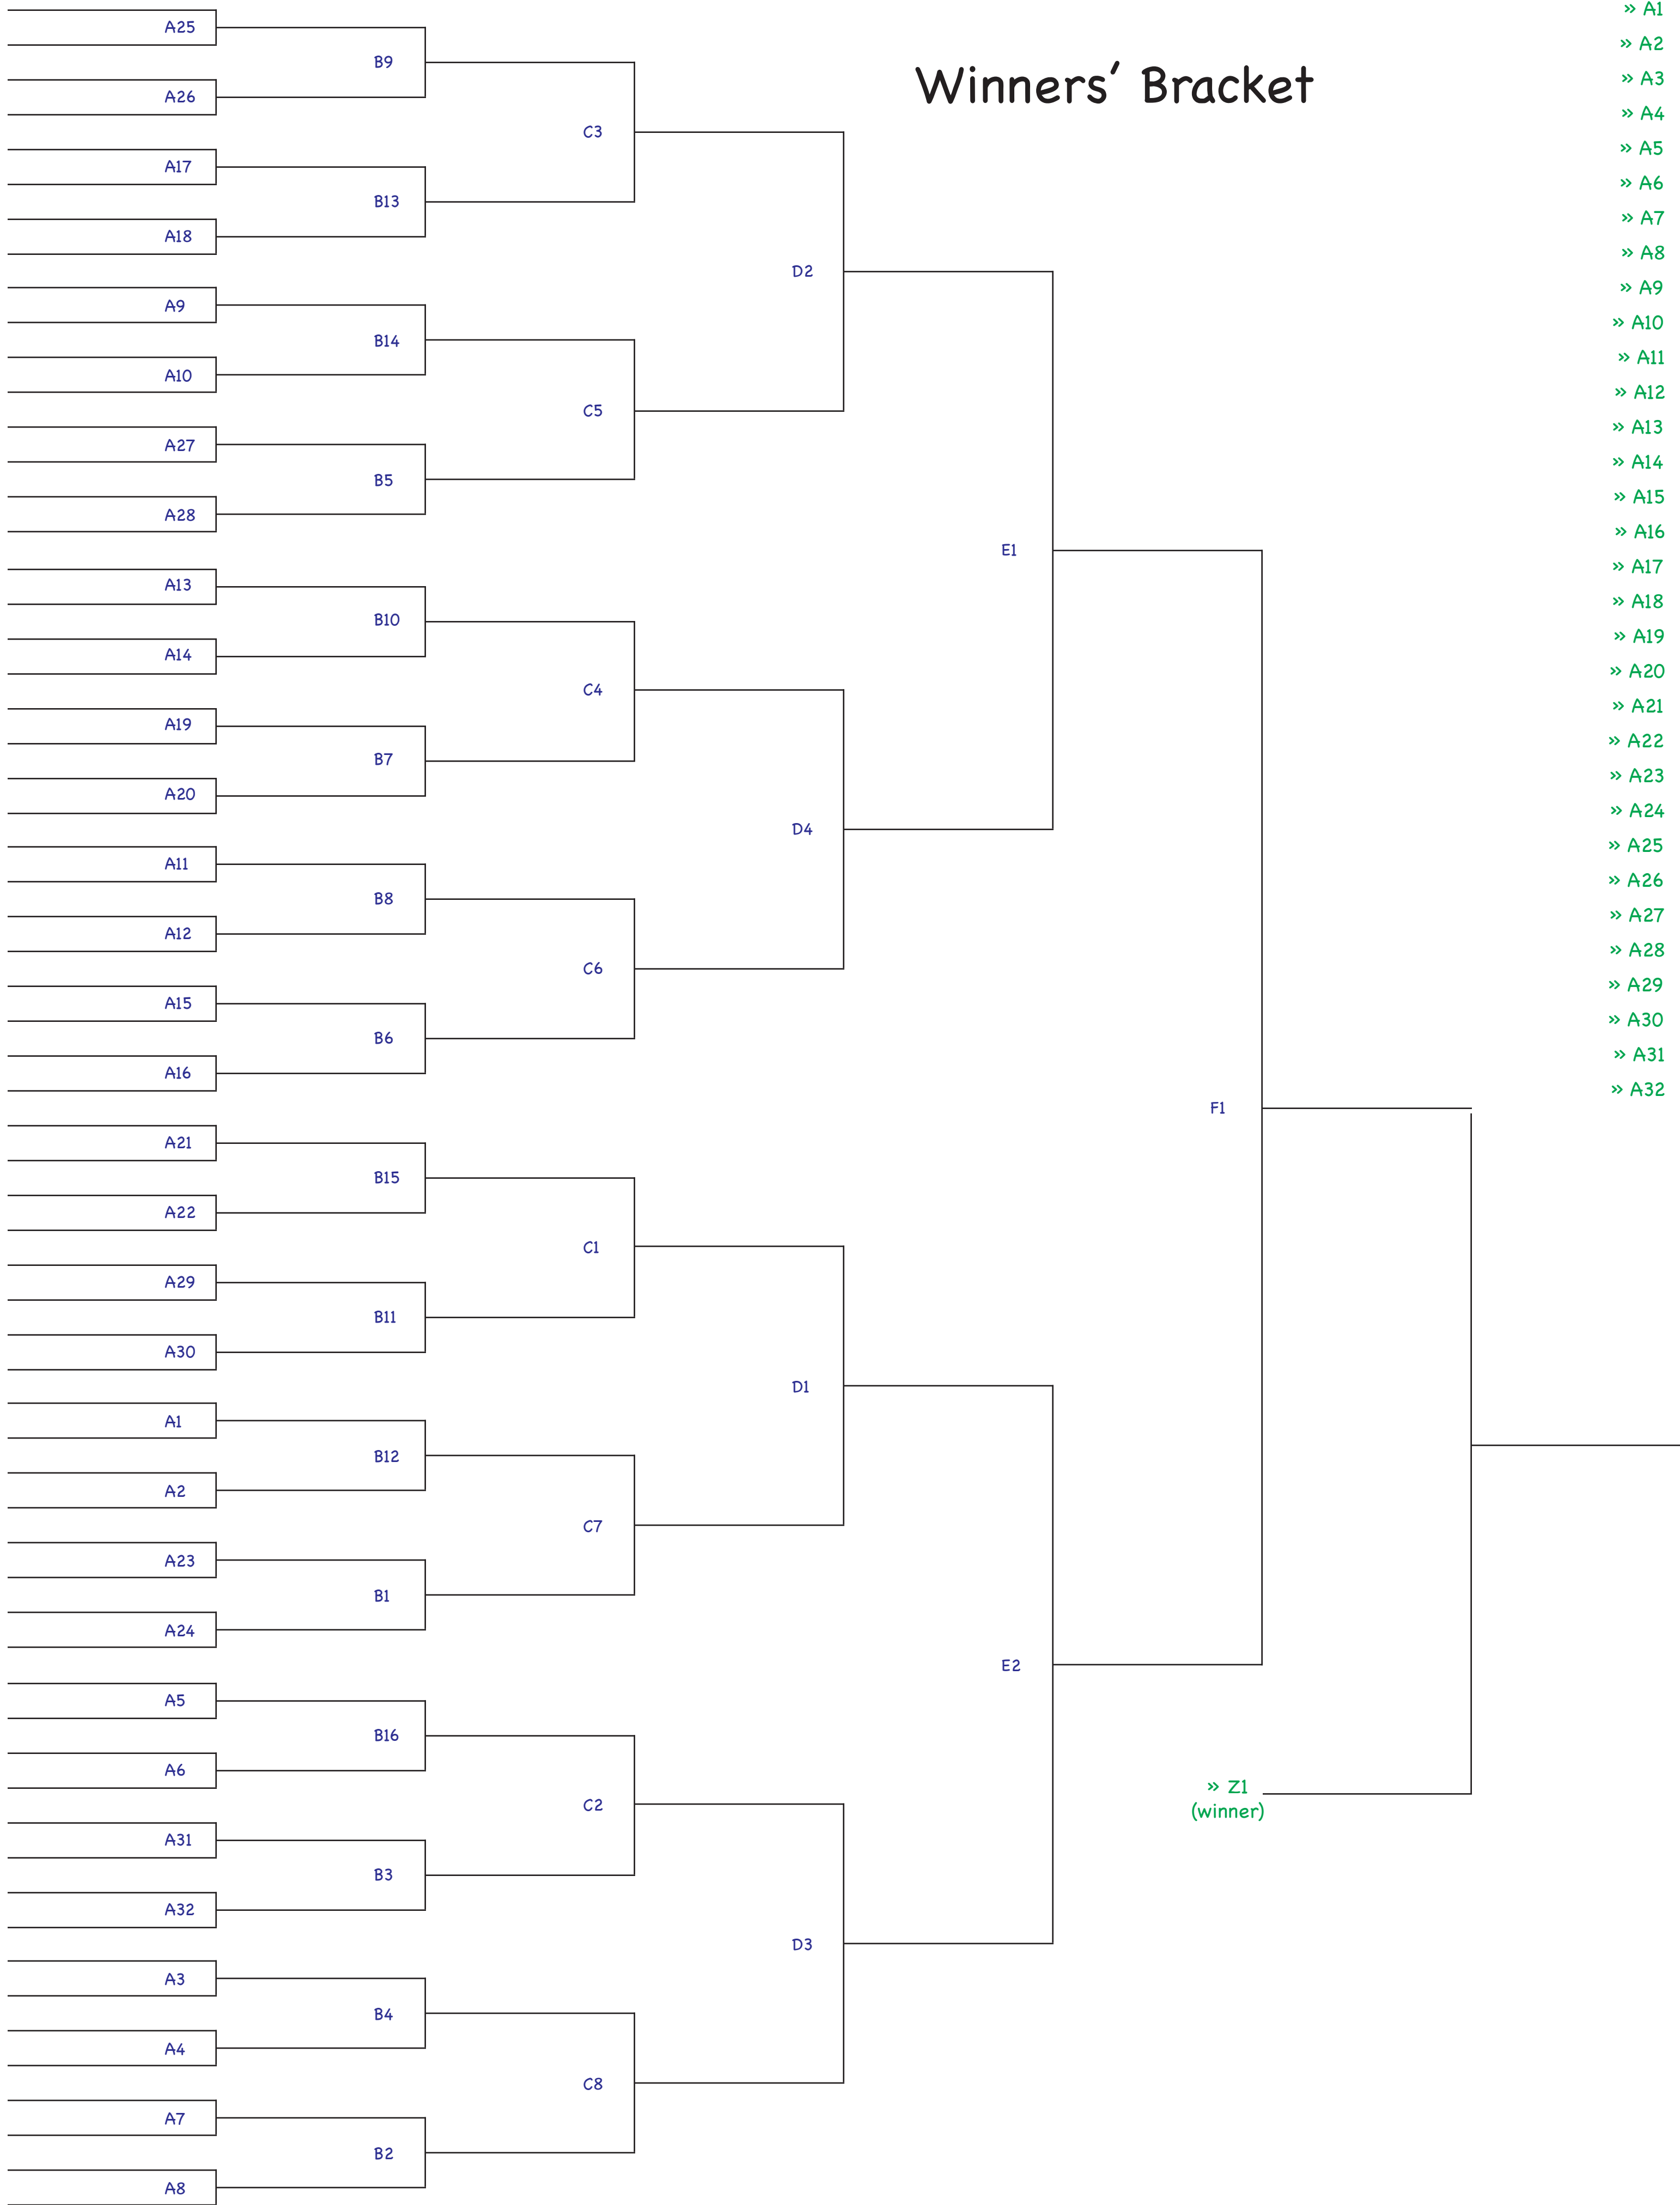 Winners' Bracket
A25
B9
A26
C3
A17
B13
A18
D2
A9
B14
A10
C5
A27
B5
A28
E1
A13
B10
A14
C4
A19
B7
A20
D4
A11
B8
A12
C6
A15
B6
A16
F1
A21
B15
A22
C1
A29
B11
A30
D1
A1
B12
A2
C7
A23
B1
A24
E2
A5
B16
A6
C2
A31
B3
A32
D3
A3
B4
A4
C8
A7
B2
A8
» Z1
(winner)
» A1
» A2
» A3
» A4
» A5
» A6
» A7
» A8
» A9
» A10
» A11
» A12
» A13
» A14
» A15
» A16
» A17
» A18
» A19
» A20
» A21
» A22
» A23
» A24
» A25
» A26
» A27
» A28
» A29
» A30
» A31
» A32